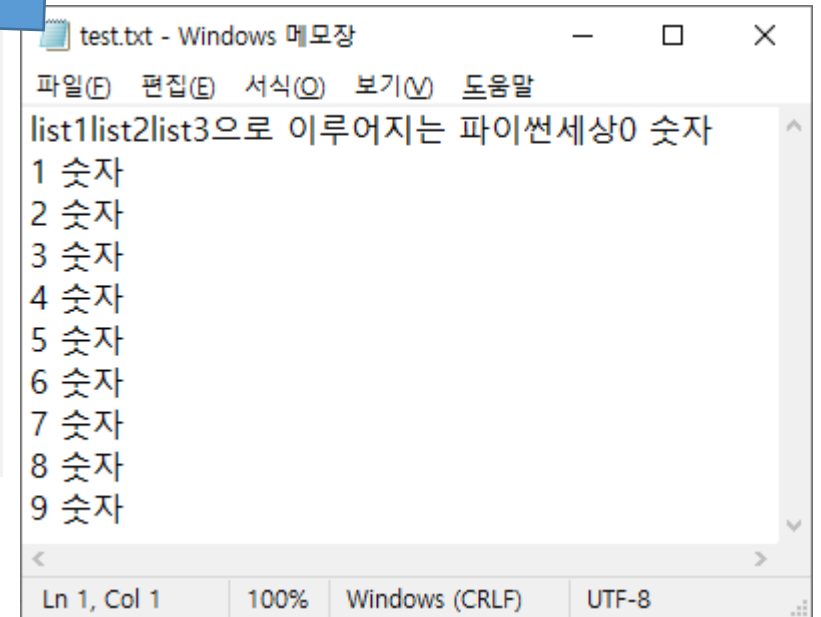 test.txt - Windows 메모장
파일(F) 편집(E) 서식(O) 보기(V) 도움말
list1list2list3으로 이루어지는 파이썬세상0 숫자
1 숫자
2 숫자
3 숫자
4 숫자
5 숫자
6 숫자
7 숫자
8 숫자
9 숫자
Ln 1, Col 1 100% Windows (CRLF) UTF-8